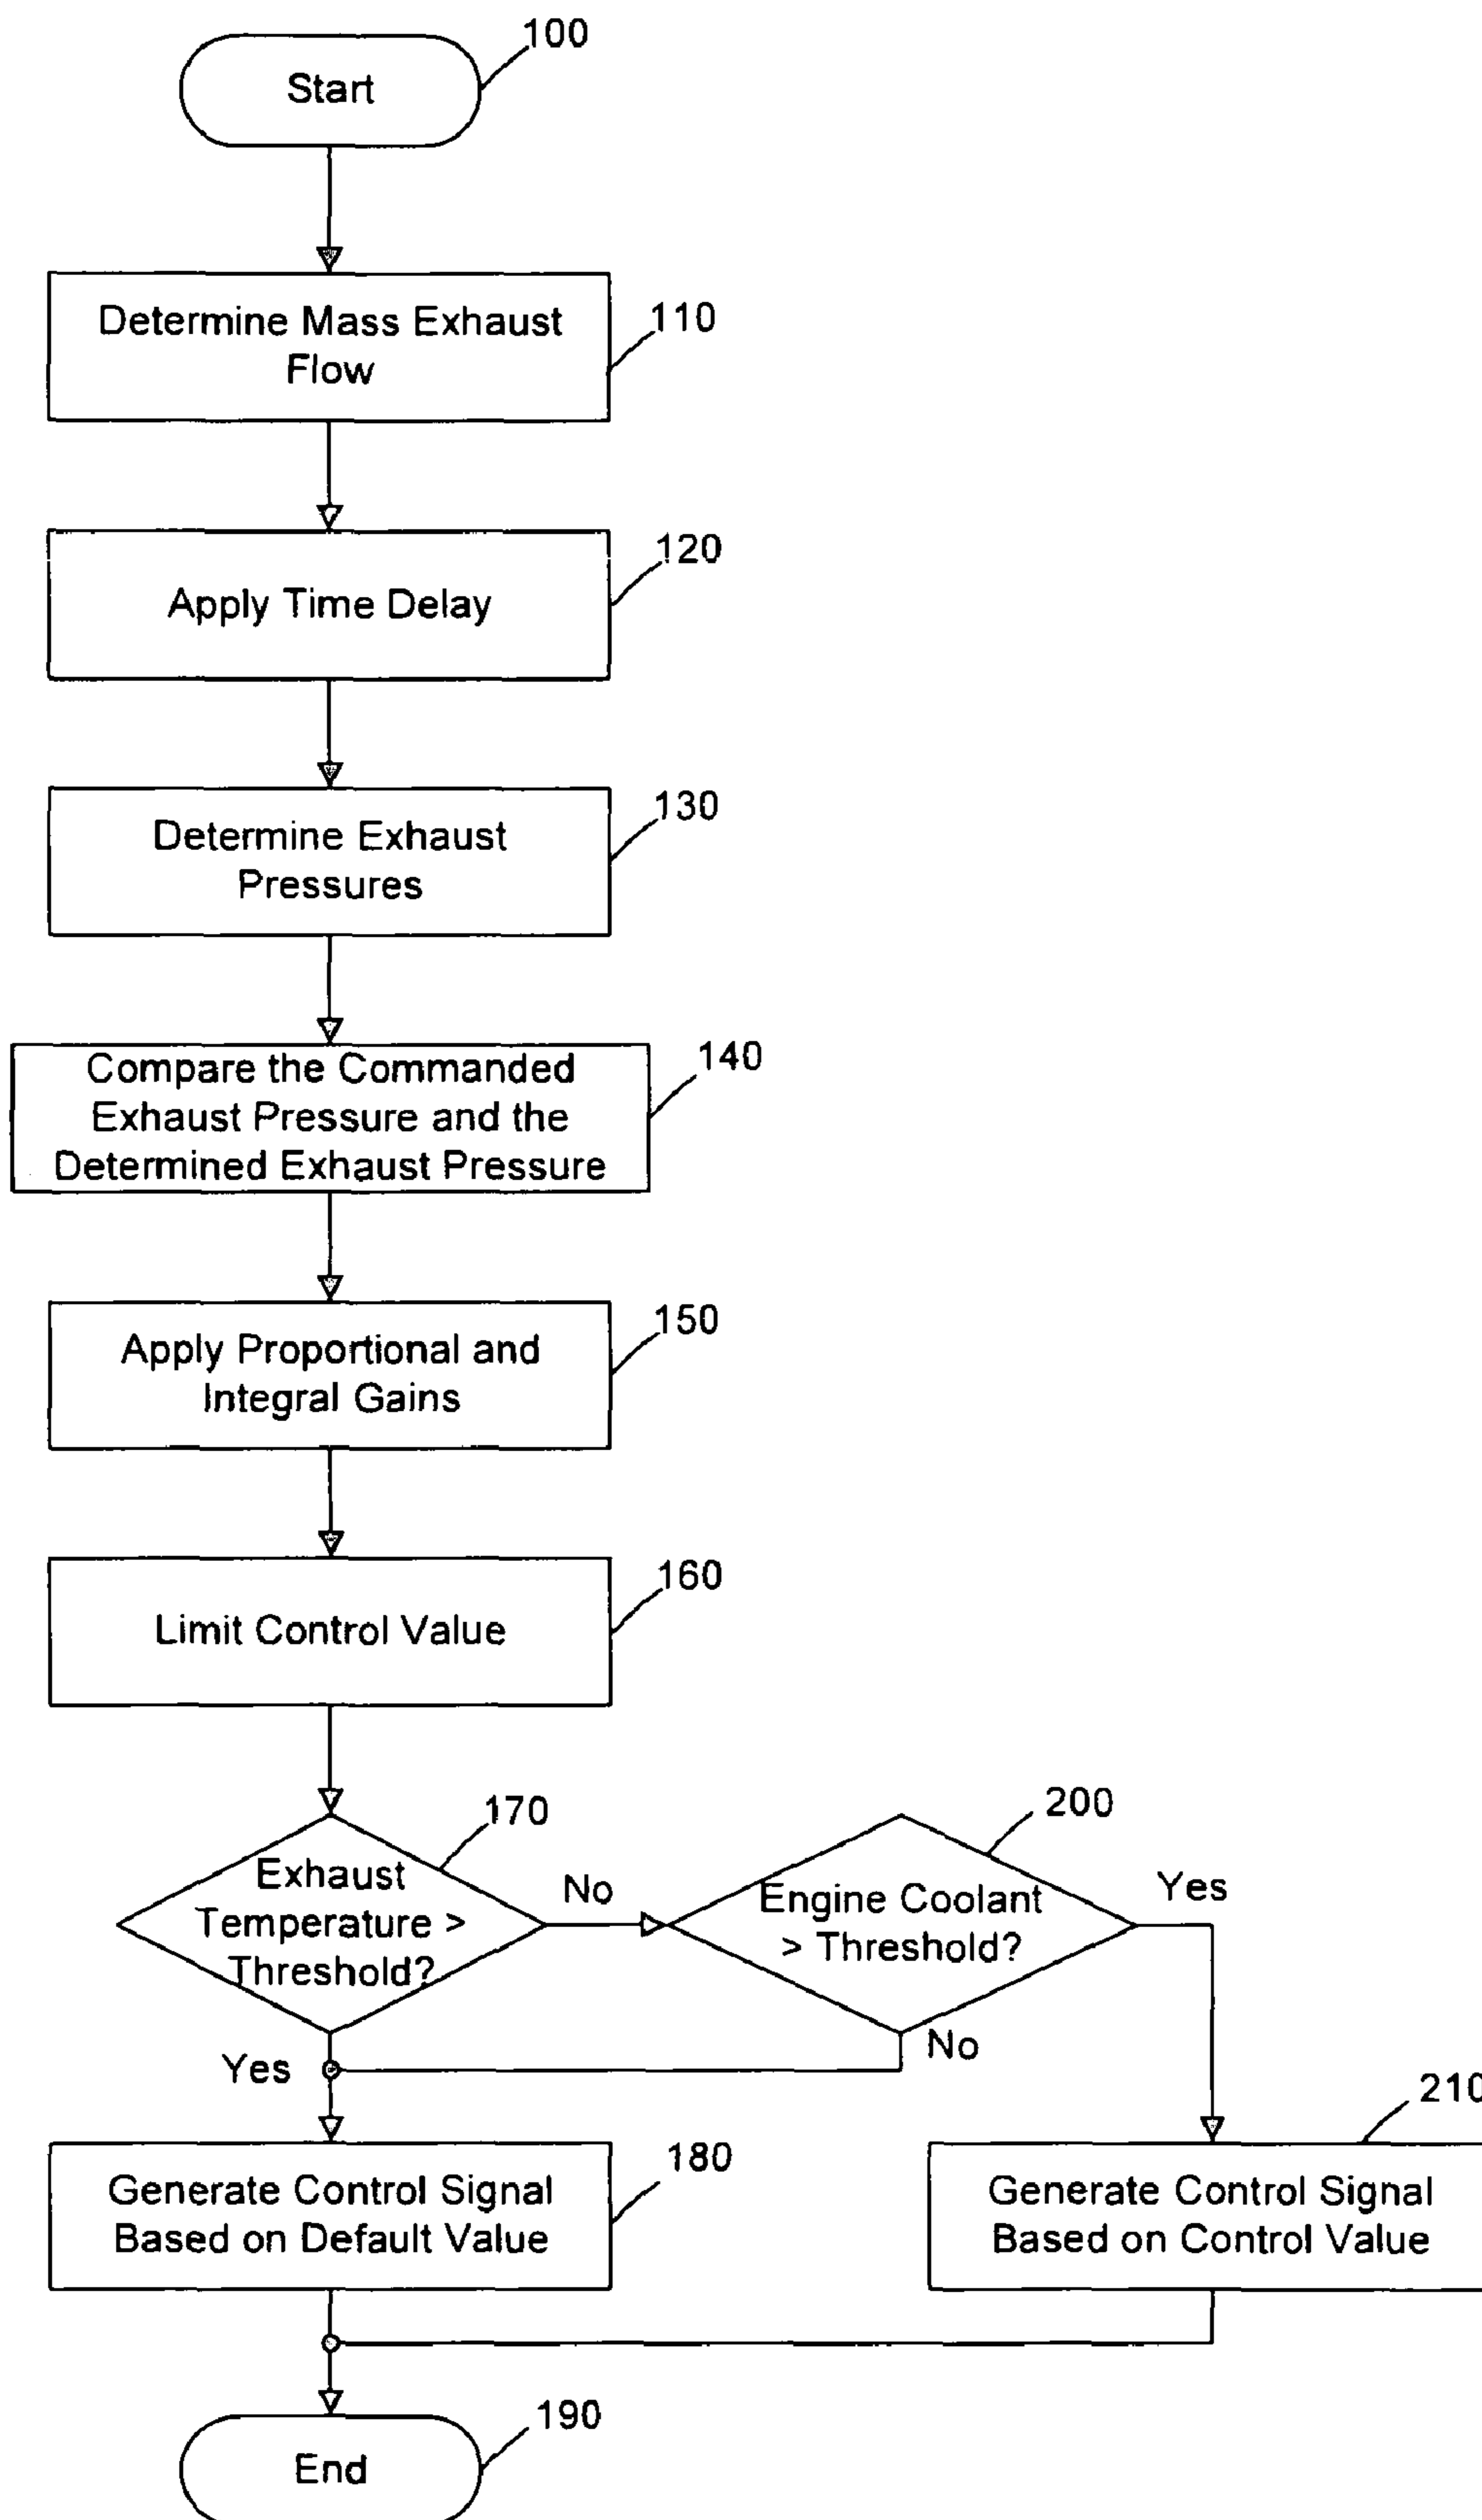 100
Start
Determine Mass Exhaust
Flow
110
120
Apply Time Delay
130
Determine Exhaust
Pressures
140
Compare the Commanded
Exhaust Pressure and the
Determined Exhaust Pressure
150
Apply Proportional and
Integral Gains
160
Limit Control Value
170
Exhaust
Temperature >
Threshold?
No
200
Engine Coolant
> Threshold?
Yes
No
Yes
210
180
Generate Control Signal
Based on Default Value
Generate Control Signal
Based on Control Value
190
End